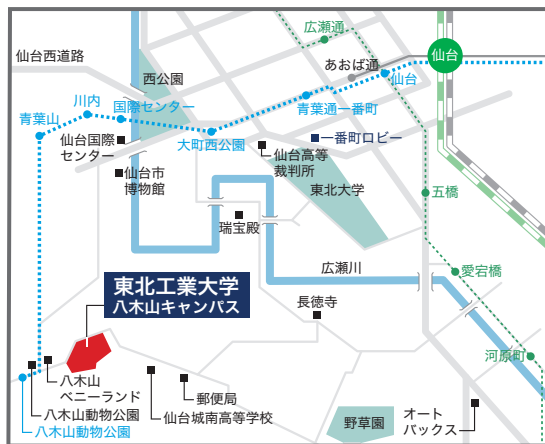 広瀬通
仙台西道路
西公園
あおば通
仙台
仙台
川内
国際センター
青葉通一番町
青葉山
大町西公園
仙台国際
センター
一番町ロビー
仙台高等
裁判所
仙台市
博物館
東北大学
五橋
瑞宝殿
広瀬川
愛宕橋
東北工業大学
八木山キャンパス
長徳寺
河原町
八木山
ベニーランド
八木山動物公園
八木山動物公園
郵便局
仙台城南高等学校
野草園
オート
バックス